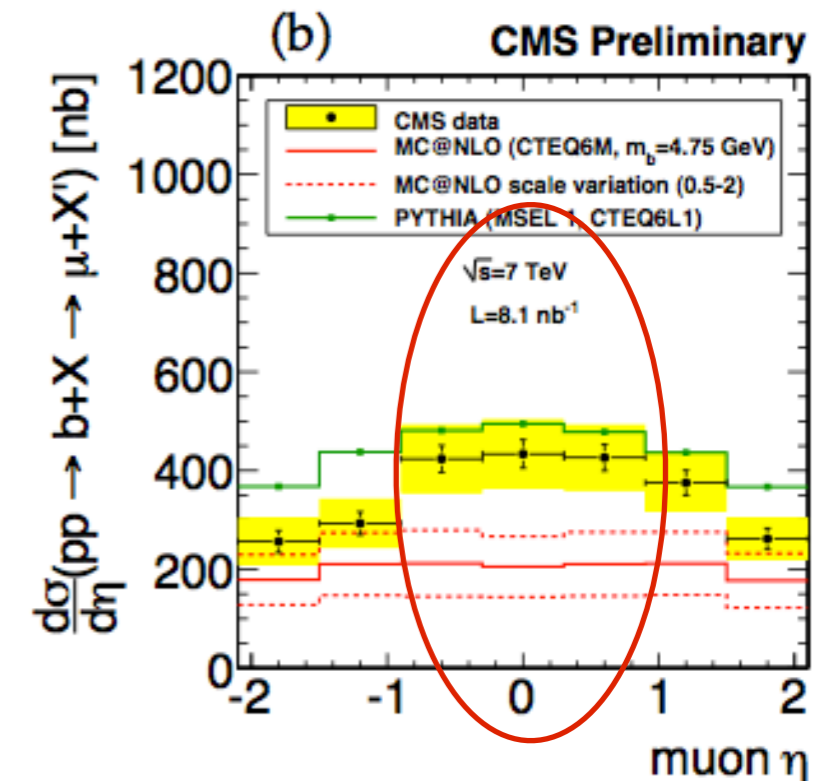 (b) CMS Preliminary
dσ/dη (pp → b+X → μ+X') [nb]
1200
1000
800
600
400
200
0
CMS data
MC@NLO (CTEQ6M, m_b=4.75 GeV)
MC@NLO scale variation (0.5-2)
PYTHIA (MSEL 1, CTEQ6L1)
√s=7 TeV
L=8.1 nb⁻¹
-2 -1 0 1 2
muon η